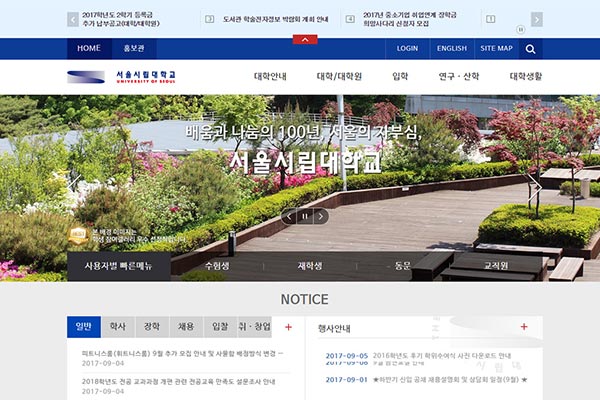 2017학년도 2학기 등록금
추가 납부공고(대학/대학원)
3
도서관 학술전자정보 박람회 개최 안내
4
2017년 중소기업 취업연계 장학금
희망사다리 신청자 모집
1
HOME
홍보관
LOGIN
ENGLISH
SITE MAP
서울시립대학교
UNIVERSITY OF SEOUL
대학안내
대학/대학원
입학
연구·산학
대학생활
배움과 나눔의 100년, 서울의 자부심,
서울시립대학교
본 배경 이미지는
사용자별 빠른메뉴
수험생
재학생
동문
교직원
NOTICE
일반
학사
장학
채용
입찰
취·창업
+
행사안내
+
피트니스룸(휘트니스룸) 9월 추가 모집 안내 및 사물함 배정방식 변경
2017-09-04
2018학년도 전공 교과과정 개편 관련 전공교육 만족도 설문조사 안내
2017-09-04
2017-09-05 2016학년도 후기 학위수여식 사진 다운로드 안내
2017-09-01 ★하반기 신입 공채 채용설명회 및 상담회 일정(9월) ★